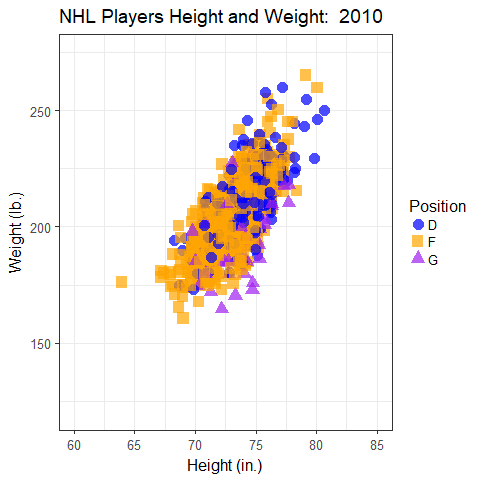 NHL Players Height and Weight:  2010
Weight (lb.)
250
200
150
60 65 70 75 80 85
Height (in.)
Position
D
F
G